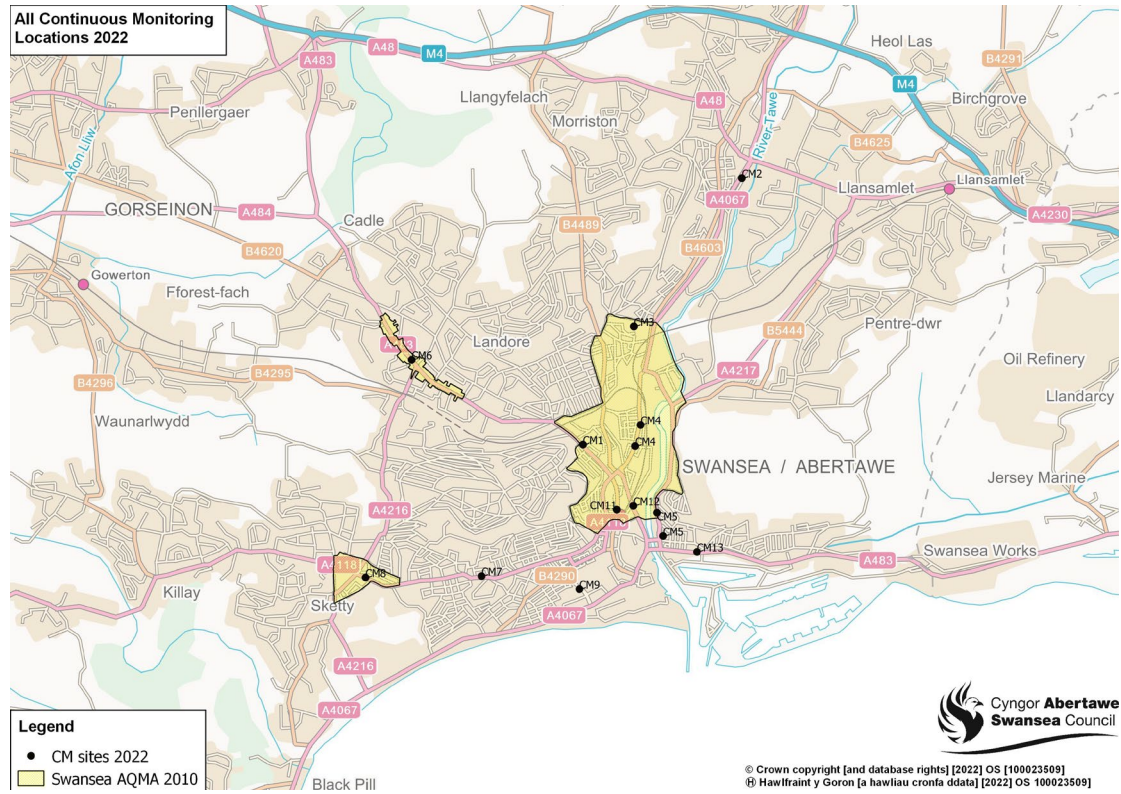 All Continuous Monitoring
Locations 2022
A48
M4
A483
Heol Las
B4291
M4
Penllergaer
Llangyfelach
A48
Birchgrove
Morriston
River-Tawe
B4625
Afon Lliw
CM2
Llansamlet
Llansamlet
A4067
GORSEINON
A484
Cadle
B4489
A4230
B4620
B4603
Gowerton
Fforest-fach
CM3
Pentre-dwr
B5444
Landore
CM6
Oil Refinery
B4295
A4217
B4296
Llandarcy
Waunarlwydd
CM4
CM1
CM4
SWANSEA / ABERTAWE
Jersey Marine
CM12
A4216
CM11
CM5
CM5
CM13
Swansea Works
A483
A4118
CM8
CM7
B4290
CM9
Killay
Sketty
A4067
A4216
A4067
Black Pill
Legend
CM sites 2022
Swansea AQMA 2010
Cyngor Abertawe
Swansea Council
© Crown copyright [and database rights] [2022] OS [100023509]
Ⓗ Hawlfraint y Goron [a hawliau cronfa ddata] [2022] OS 100023509)